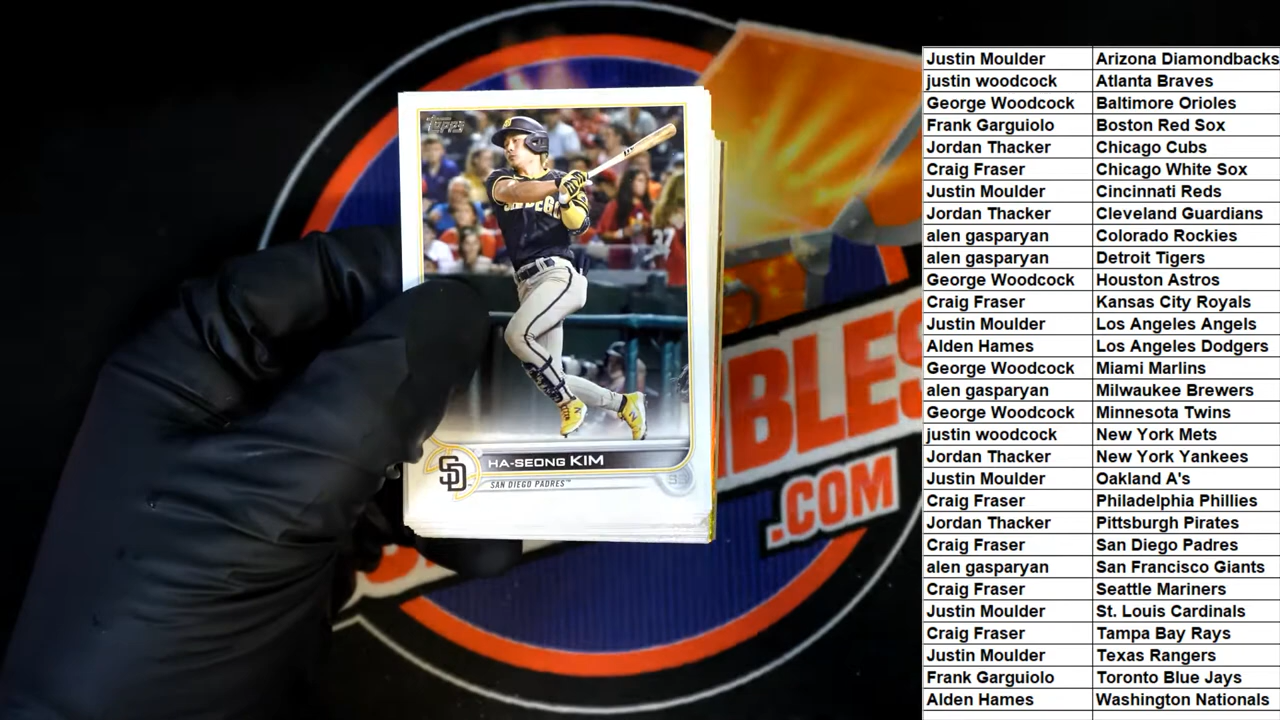 Topps
SD
HA-SEONG KIM
SAN DIEGO PADRES™
37
BLES
.COM
Justin Moulder Arizona Diamondbacks
justin woodcock Atlanta Braves
George Woodcock Baltimore Orioles
Frank Garguiolo Boston Red Sox
Jordan Thacker Chicago Cubs
Craig Fraser Chicago White Sox
Justin Moulder Cincinnati Reds
Jordan Thacker Cleveland Guardians
alen gasparyan Colorado Rockies
alen gasparyan Detroit Tigers
George Woodcock Houston Astros
Craig Fraser Kansas City Royals
Justin Moulder Los Angeles Angels
Alden Hames Los Angeles Dodgers
George Woodcock Miami Marlins
alen gasparyan Milwaukee Brewers
George Woodcock Minnesota Twins
justin woodcock New York Mets
Jordan Thacker New York Yankees
Justin Moulder Oakland A's
Craig Fraser Philadelphia Phillies
Jordan Thacker Pittsburgh Pirates
Craig Fraser San Diego Padres
alen gasparyan San Francisco Giants
Craig Fraser Seattle Mariners
Justin Moulder St. Louis Cardinals
Craig Fraser Tampa Bay Rays
Justin Moulder Texas Rangers
Frank Garguiolo Toronto Blue Jays
Alden Hames Washington Nationals